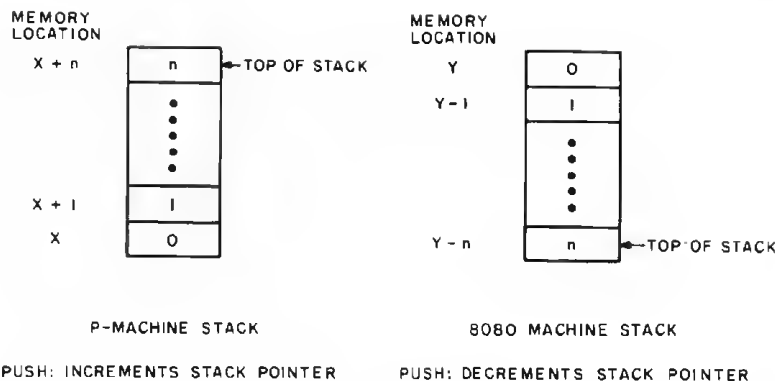 MEMORY
LOCATION
X + n
n
TOP OF STACK
X + 1
1
X
0
P-MACHINE STACK
PUSH: INCREMENTS STACK POINTER
MEMORY
LOCATION
Y
0
Y-1
1
Y-n
n
TOP OF STACK
8080 MACHINE STACK
PUSH: DECREMENTS STACK POINTER